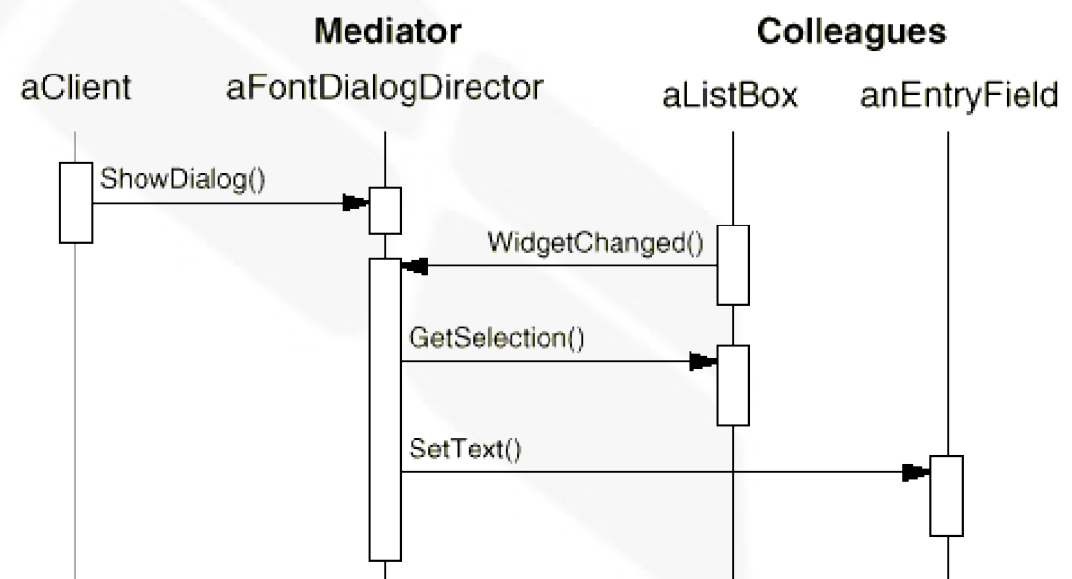 Mediator Colleagues
aClient aFontDialogDirector aListBox anEntryField
ShowDialog()
WidgetChanged()
GetSelection()
SetText()